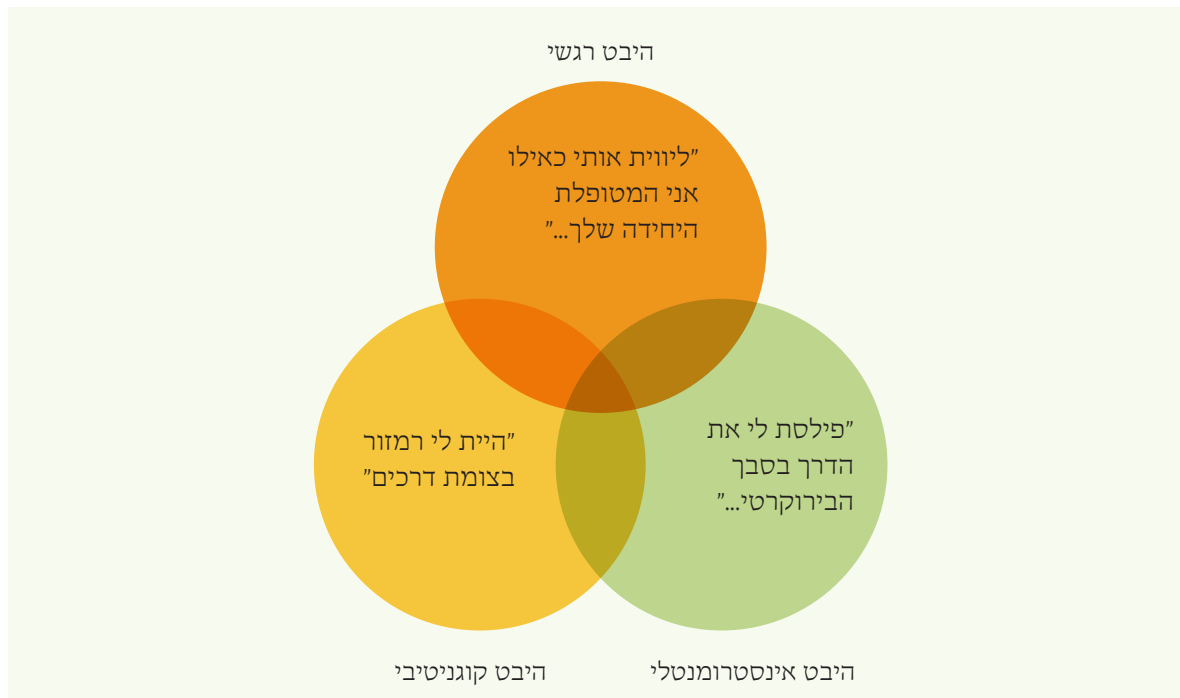 היבט רגשי
"ליווית אותי כאילו
אני המטופלת
היחידה שלך..."
"פילסת לי את
הדרך בסבך
הבירוקרטי..."
"היית לי רמזור
בצומת דרכים"
היבט אינסטרומנטלי
היבט קוגניטיבי